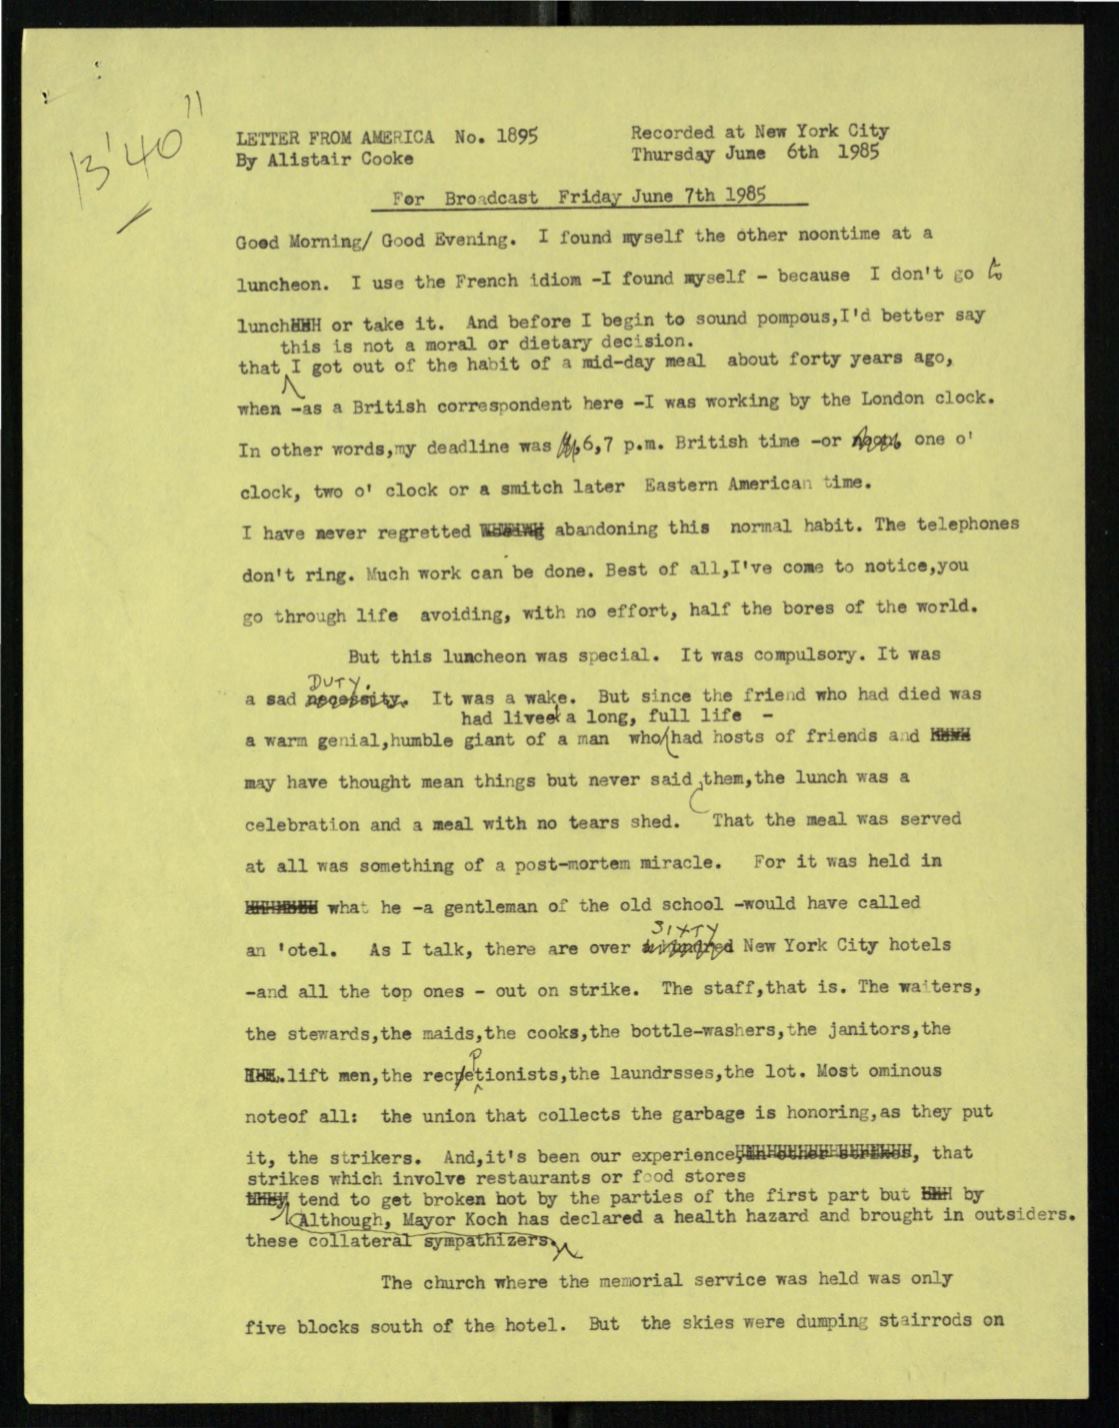 13'40"
LETTER FROM AMERICA No. 1895
By Alistair Cooke
Recorded at New York City
Thursday June 6th 1985
For Broadcast Friday June 7th 1985
Good Morning/ Good Evening. I found myself the other noontime at a
luncheon. I use the French idiom -I found myself - because I don't go to
lunch or take it. And before I begin to sound pompous,I'd better say
this is not a moral or dietary decision.
that I got out of the habit of a mid-day meal about forty years ago,
when -as a British correspondent here -I was working by the London clock.
In other words,my deadline was 6,7 p.m. British time -or one o'
clock, two o' clock or a smitch later Eastern American time.
I have never regretted abandoning this normal habit. The telephones
don't ring. Much work can be done. Best of all,I've come to notice,you
go through life avoiding, with no effort, half the bores of the world.
But this luncheon was special. It was compulsory. It was
DUTY.
a sad necessity. It was a wake. But since the friend who had died was
had lived a long, full life -
a warm genial,humble giant of a man who had hosts of friends and
may have thought mean things but never said them,the lunch was a
celebration and a meal with no tears shed. That the meal was served
at all was something of a post-mortem miracle. For it was held in
what he -a gentleman of the old school -would have called
SIXTY
an 'otel. As I talk, there are over New York City hotels
-and all the top ones - out on strike. The staff,that is. The waiters,
the stewards,the maids,the cooks,the bottle-washers,the janitors,the
p
lift men,the recpetionists,the laundrsses,the lot. Most ominous
noteof all: the union that collects the garbage is honoring,as they put
it, the strikers. And,it's been our experience, in other strikes, that
strikes which involve restaurants or food stores
they tend to get broken not by the parties of the first part but by
Although, Mayor Koch has declared a health hazard and brought in outsiders.
these collateral sympathizers.
The church where the memorial service was held was only
five blocks south of the hotel. But the skies were dumping stairrods on